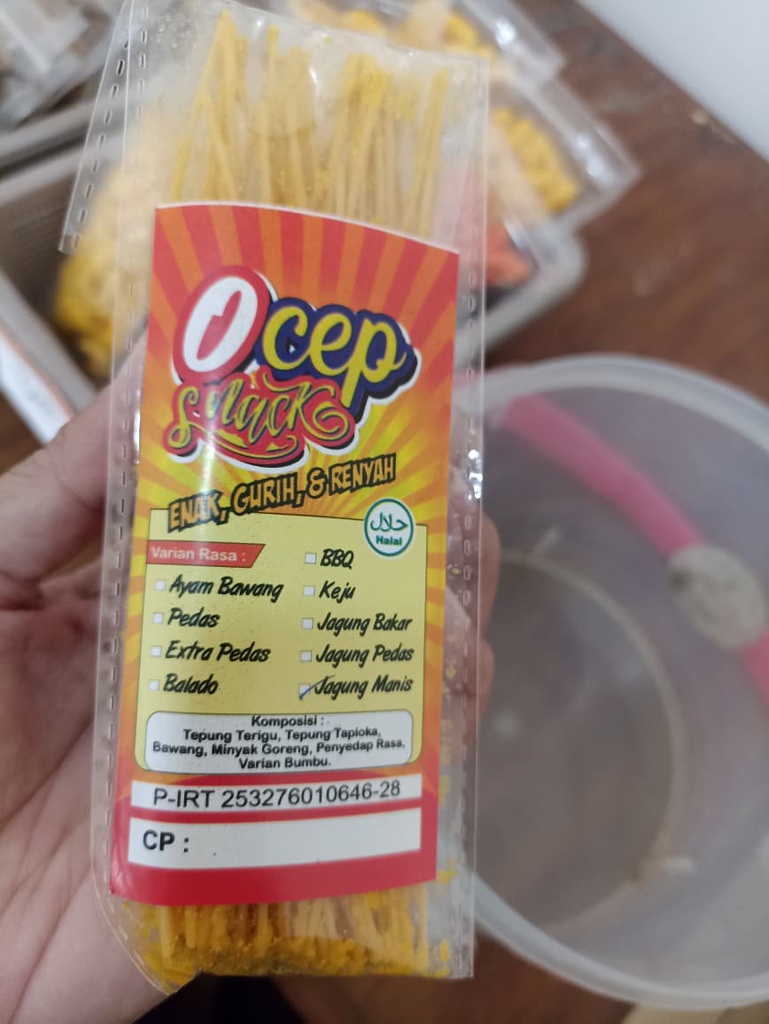 Ocep
Snack
ENAK, GURIH, & RENYAH
حلال
Halal
Varian Rasa :
Ayam Bawang
Pedas
Extra Pedas
Balado
BBQ
Keju
Jagung Bakar
Jagung Pedas
Jagung Manis
Komposisi :
Tepung Terigu, Tepung Tapioka,
Bawang, Minyak Goreng, Penyedap Rasa,
Varian Bumbu.
P-IRT 253276010646-28
CP :